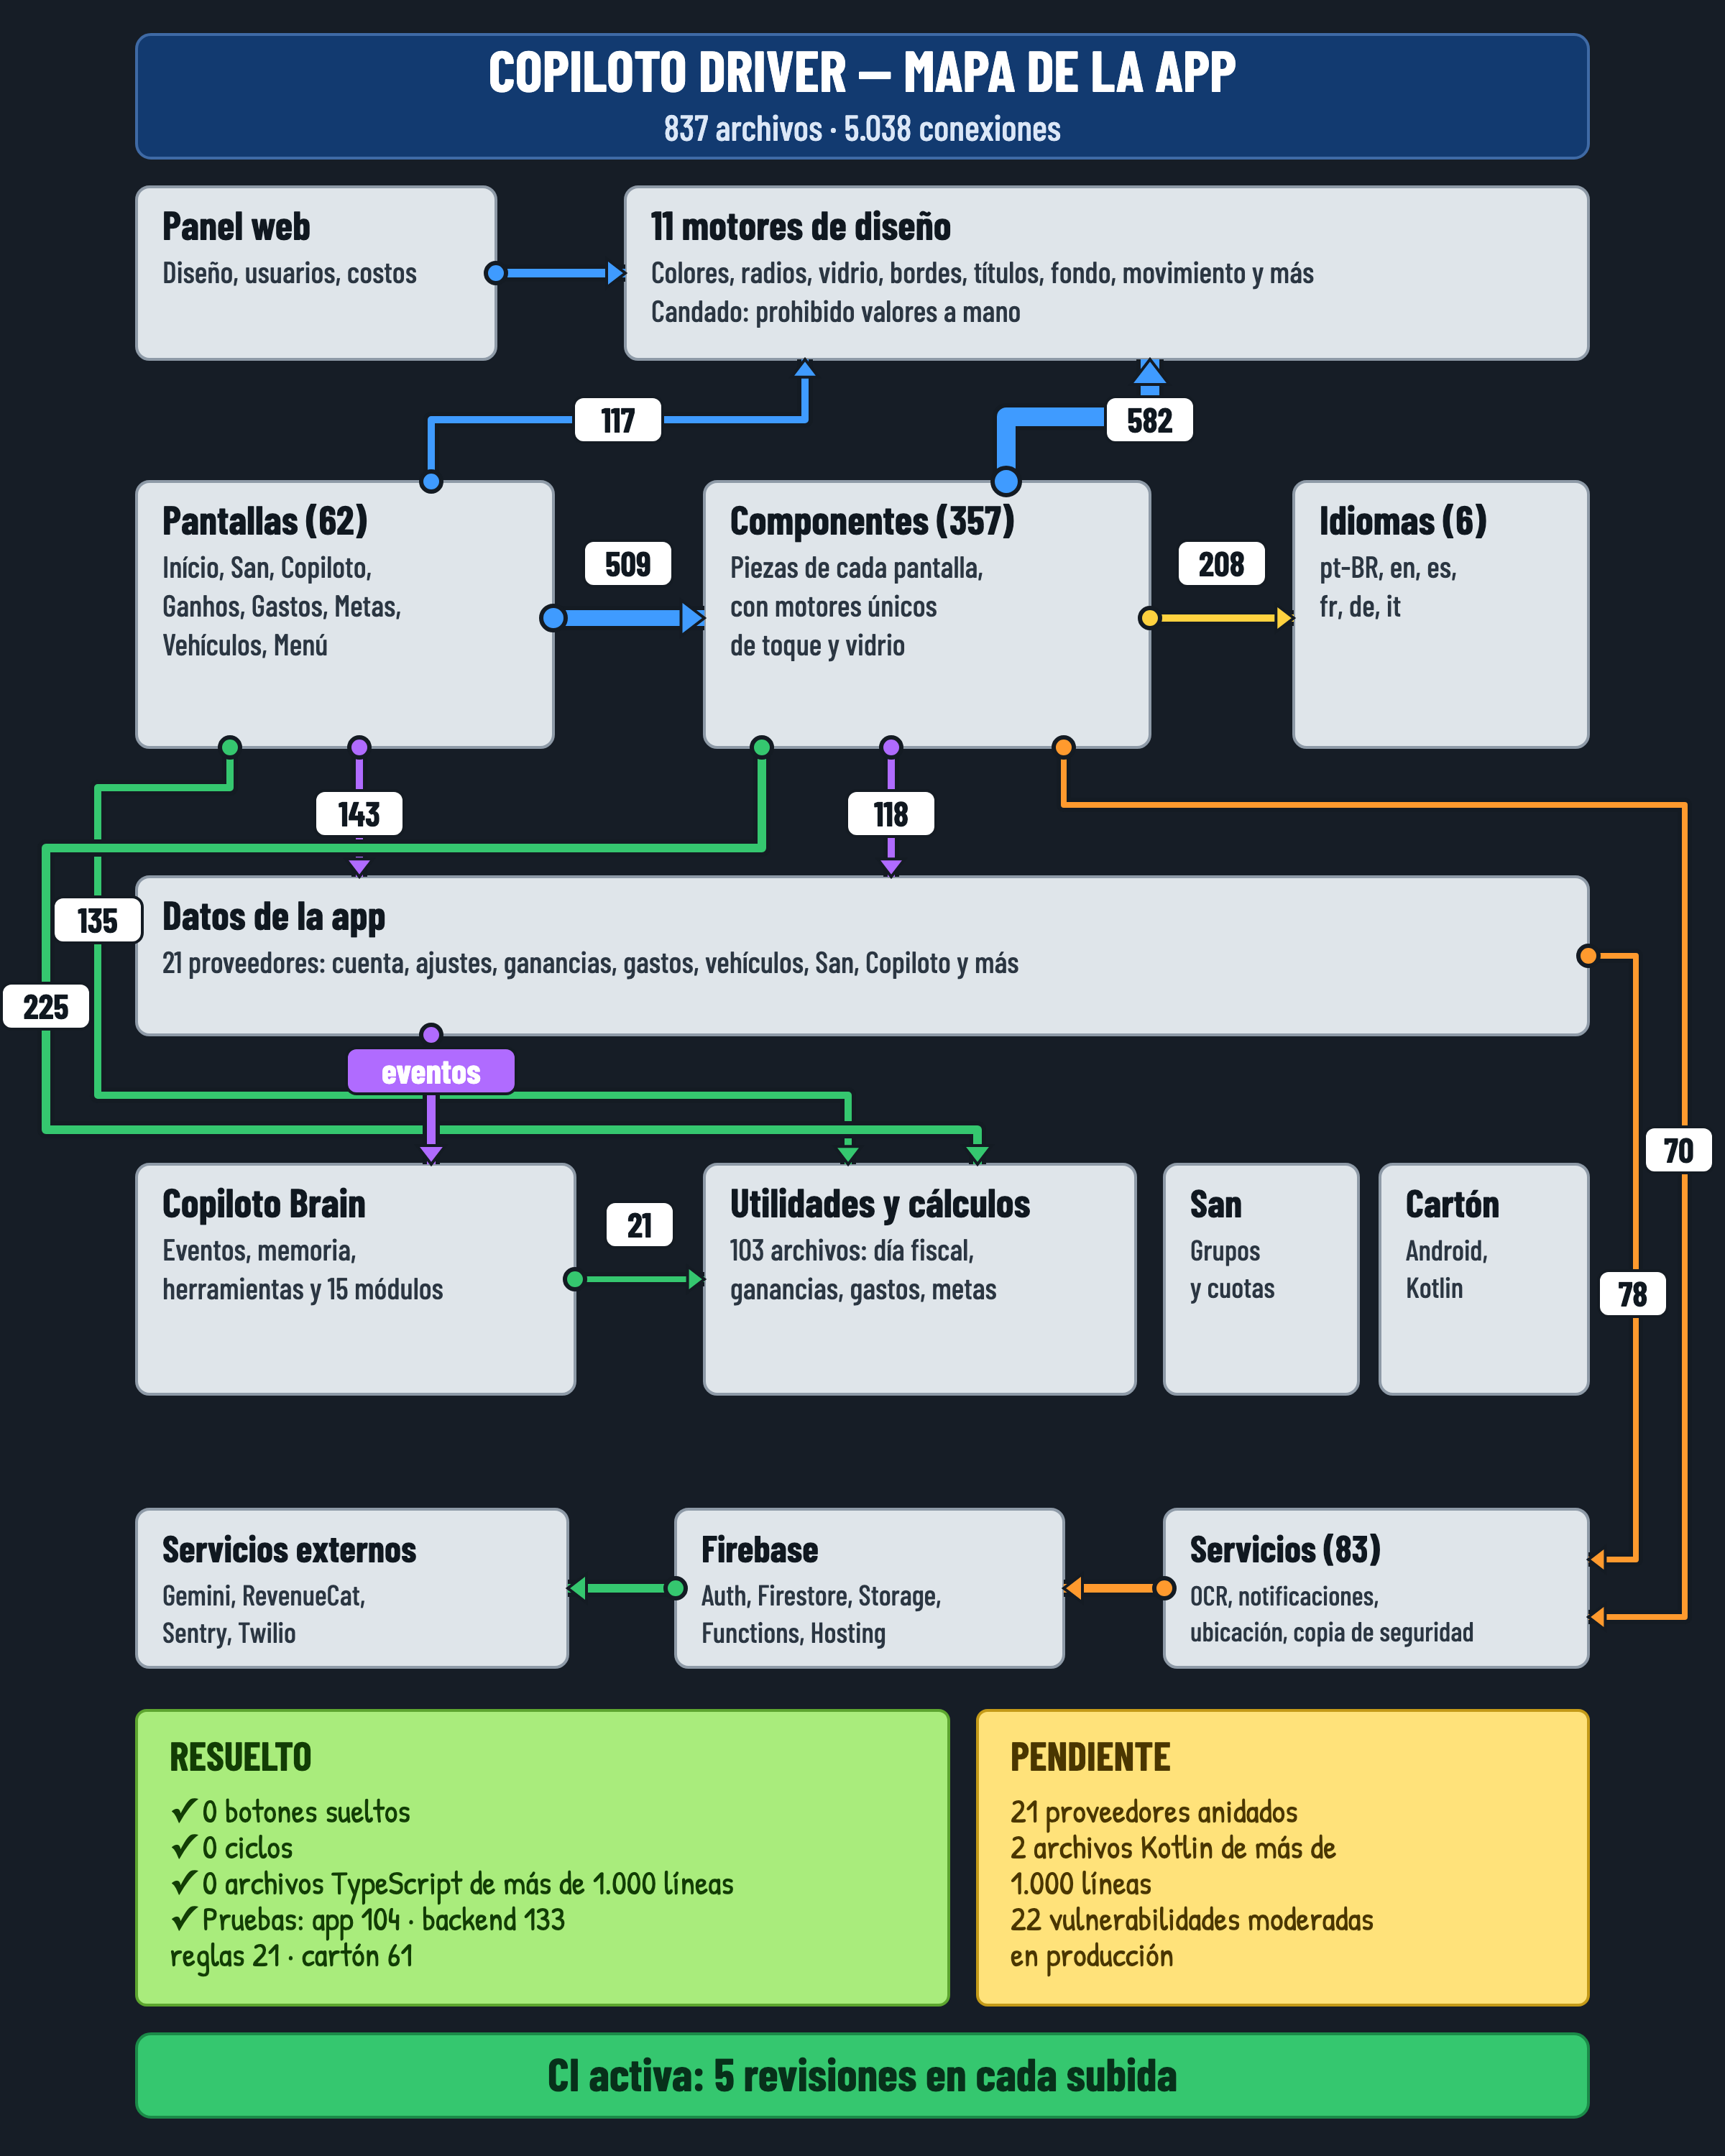 COPILOTO DRIVER — MAPA DE LA APP
837 archivos · 5.038 conexiones
Panel web
Diseño, usuarios, costos
11 motores de diseño
Colores, radios, vidrio, bordes, títulos, fondo, movimiento y más
Candado: prohibido valores a mano
117
582
Pantallas (62)
Início, San, Copiloto,
Ganhos, Gastos, Metas,
Vehículos, Menú
509
Componentes (357)
Piezas de cada pantalla,
con motores únicos
de toque y vidrio
208
Idiomas (6)
pt-BR, en, es,
fr, de, it
143
118
135
Datos de la app
21 proveedores: cuenta, ajustes, ganancias, gastos, vehículos, San, Copiloto y más
225
eventos
70
Copiloto Brain
Eventos, memoria,
herramientas y 15 módulos
21
Utilidades y cálculos
103 archivos: día fiscal,
ganancias, gastos, metas
San
Grupos
y cuotas
Cartón
Android,
Kotlin
78
Servicios externos
Gemini, RevenueCat,
Sentry, Twilio
Firebase
Auth, Firestore, Storage,
Functions, Hosting
Servicios (83)
OCR, notificaciones,
ubicación, copia de seguridad
RESUELTO
✓0 botones sueltos
✓0 ciclos
✓0 archivos TypeScript de más de 1.000 líneas
✓Pruebas: app 104 · backend 133
reglas 21 · cartón 61
PENDIENTE
21 proveedores anidados
2 archivos Kotlin de más de
1.000 líneas
22 vulnerabilidades moderadas
en producción
CI activa: 5 revisiones en cada subida